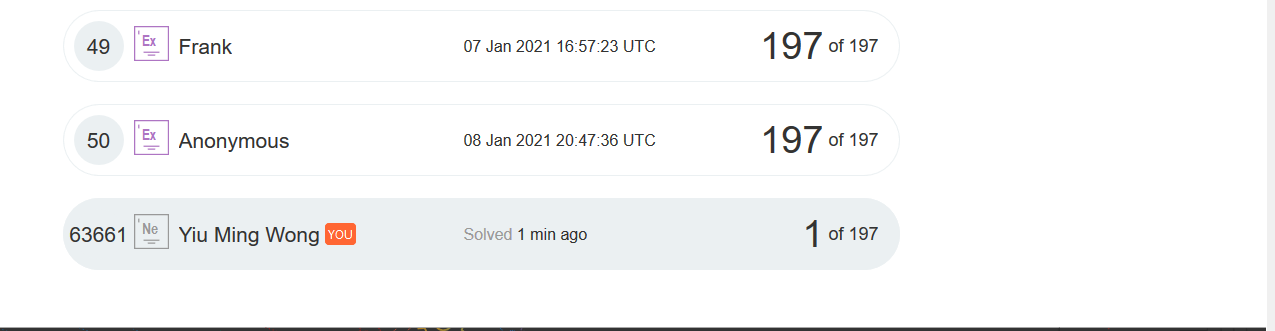 49 Ex Frank 07 Jan 2021 16:57:23 UTC 197 of 197
50 Ex Anonymous 08 Jan 2021 20:47:36 UTC 197 of 197
63661 Ne Yiu Ming Wong YOU Solved 1 min ago 1 of 197